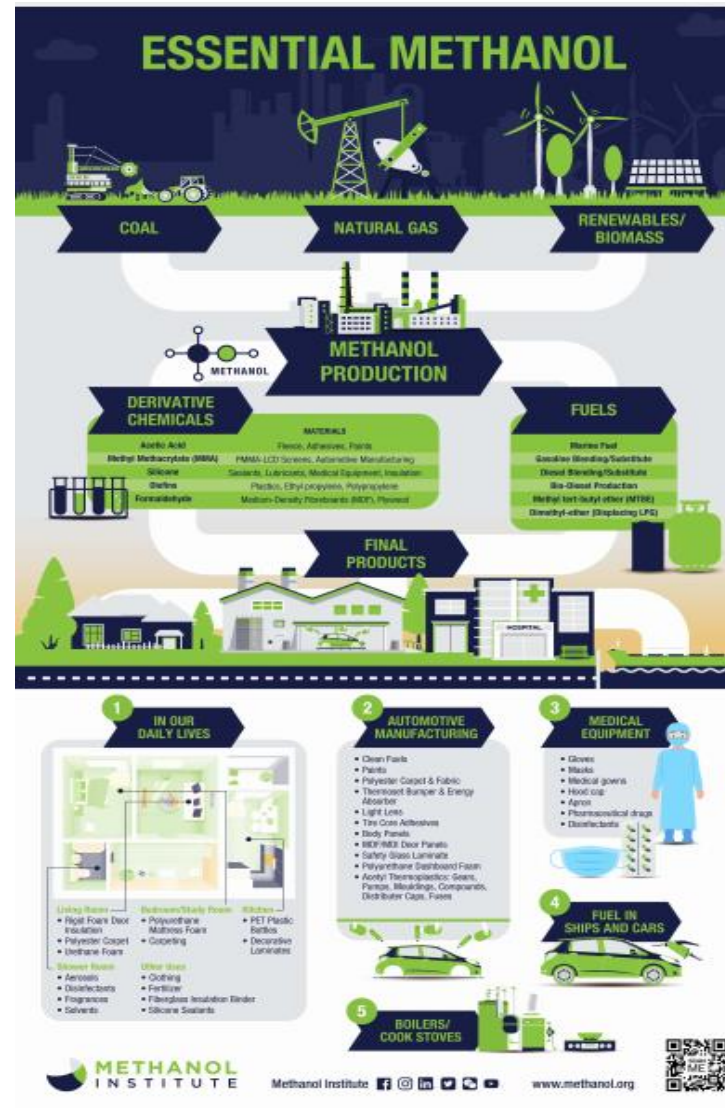 ESSENTIAL METHANOL
COAL
NATURAL GAS
RENEWABLES/
BIOMASS
METHANOL
METHANOL
PRODUCTION
DERIVATIVE
CHEMICALS
MATERIALS
Acetic Acid
Fleece, Adhesives, Paints
Methyl Methacrylate (MMA)
PMMA-LCD Screens, Automotive Manufacturing
Silicone
Sealants, Lubricants, Medical Equipment, Insulation
Olefins
Plastics, Ethyl-propylene, Polypropylene
Formaldehyde
Medium-Density Fireboards (MDF), Plywood
FUELS
Marine Fuel
Gasoline Blending/Substitute
Diesel Blending/Substitute
Bio-Diesel Production
Methyl tert-butyl ether (MTBE)
Dimethyl-ether (Displacing LPG)
FINAL
PRODUCTS
HOSPITAL
1
IN OUR
DAILY LIVES
Living Room
• Rigid Foam Door
Insulation
• Polyester Carpet
• Urethane Foam
Bedroom/Study Room
• Polyurethane
Mattress Foam
• Carpeting
Kitchen
• PET Plastic
Bottles
• Decorative
Laminates
Shower Room
• Aerosols
• Disinfectants
• Fragrances
• Solvents
Other Uses
• Clothing
• Fertilizer
• Fiberglass Insulation Binder
• Silicone Sealants
2
AUTOMOTIVE
MANUFACTURING
• Clean Fuels
• Paints
• Polyester Carpet & Fabric
• Thermoset Bumper & Energy
Absorber
• Light Lens
• Tire Core Adhesives
• Body Panels
• MDF/MDI Door Panels
• Safety Glass Laminate
• Polyurethane Dashboard Foam
• Acetyl Thermoplastics: Gears,
Pumps, Mouldings, Compounds,
Distributer Caps, Fuses
3
MEDICAL
EQUIPMENT
• Gloves
• Masks
• Medical gowns
• Hood cap
• Apron
• Pharmaceutical drugs
• Disinfectants
4
FUEL IN
SHIPS AND CARS
5
BOILERS/
COOK STOVES
METHANOL
INSTITUTE
Methanol Institute
www.methanol.org
ME